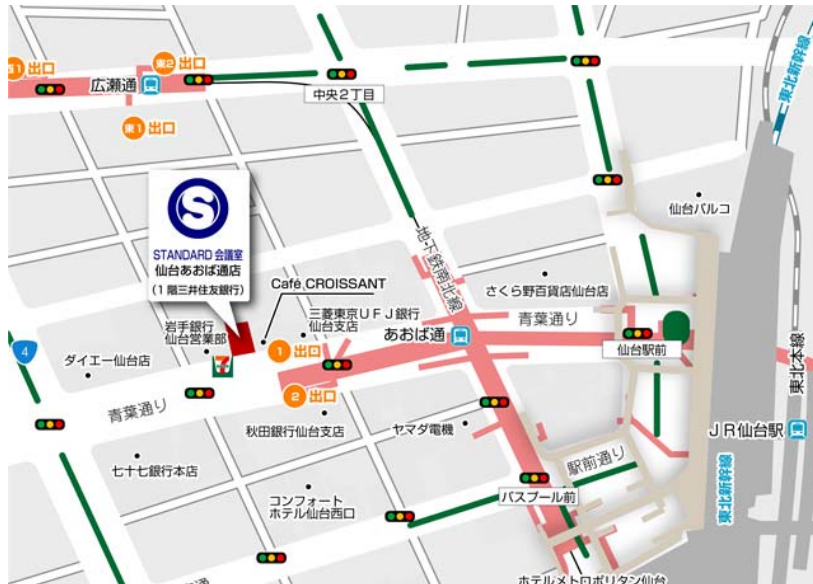 東2 出口
出口
広瀬通
東1 出口
中央2丁目
東北新幹線
仙台パルコ
S
STANDARD 会議室
仙台あおば通店
(1階三井住友銀行)
地下鉄南北線
Café CROISSANT
さくら野百貨店仙台店
三菱東京UFJ銀行
仙台支店
青葉通り
岩手銀行
仙台営業部
あおば通
1 出口
仙台駅前
4
ダイエー仙台店
7
東北本線
2 出口
青葉通り
秋田銀行仙台支店
ヤマダ電機
JR仙台駅
駅前通り
七十七銀行本店
東北新幹線
コンフォート
ホテル仙台西口
バスプール前
ホテルメトロポリタン仙台